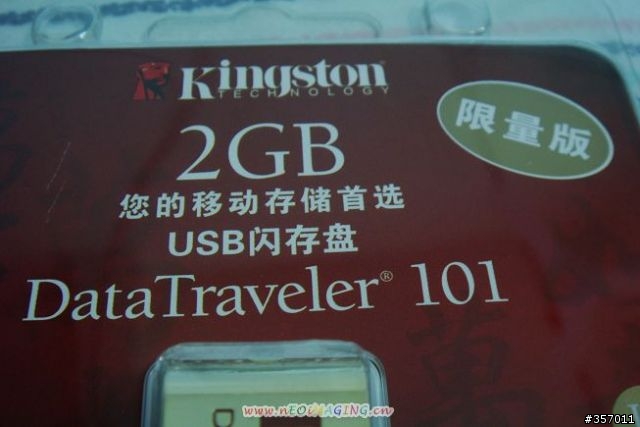 Kingston
TECHNOLOGY
限量版
2GB
您的移动存储首选
USB闪存盘
DataTraveler® 101
萬
D
www.nEOiMAGING.cn
#357011